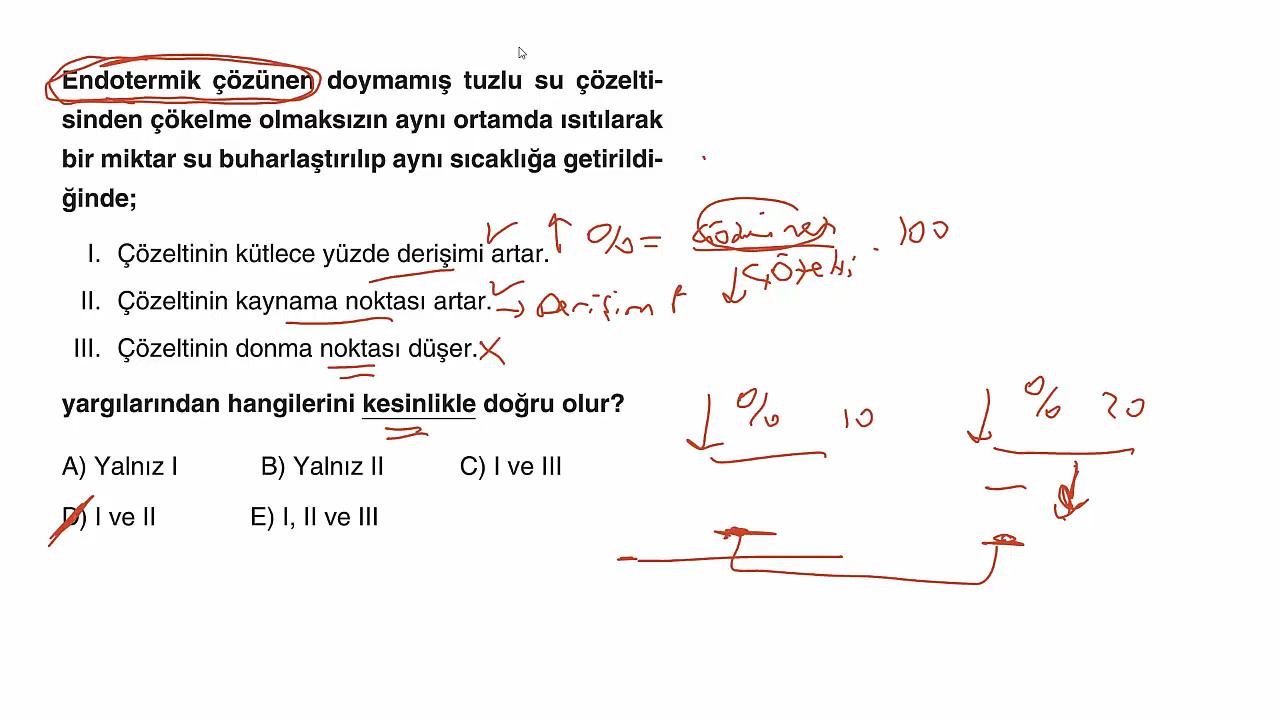 Endotermik çözünen doymamış tuzlu su çözelti-
sinden çökelme olmaksızın aynı ortamda ısıtılarak
bir miktar su buharlaştırılıp aynı sıcaklığa getirildi-
ğinde;
I. Çözeltinin kütlece yüzde derişimi artar. % = çözünen . 100
çözelti
II. Çözeltinin kaynama noktası artar. → Derişim ↑
III. Çözeltinin donma noktası düşer.
yargılarından hangilerini kesinlikle doğru olur?
% 10 % 20
A) Yalnız I B) Yalnız II C) I ve III
D) I ve II E) I, II ve III